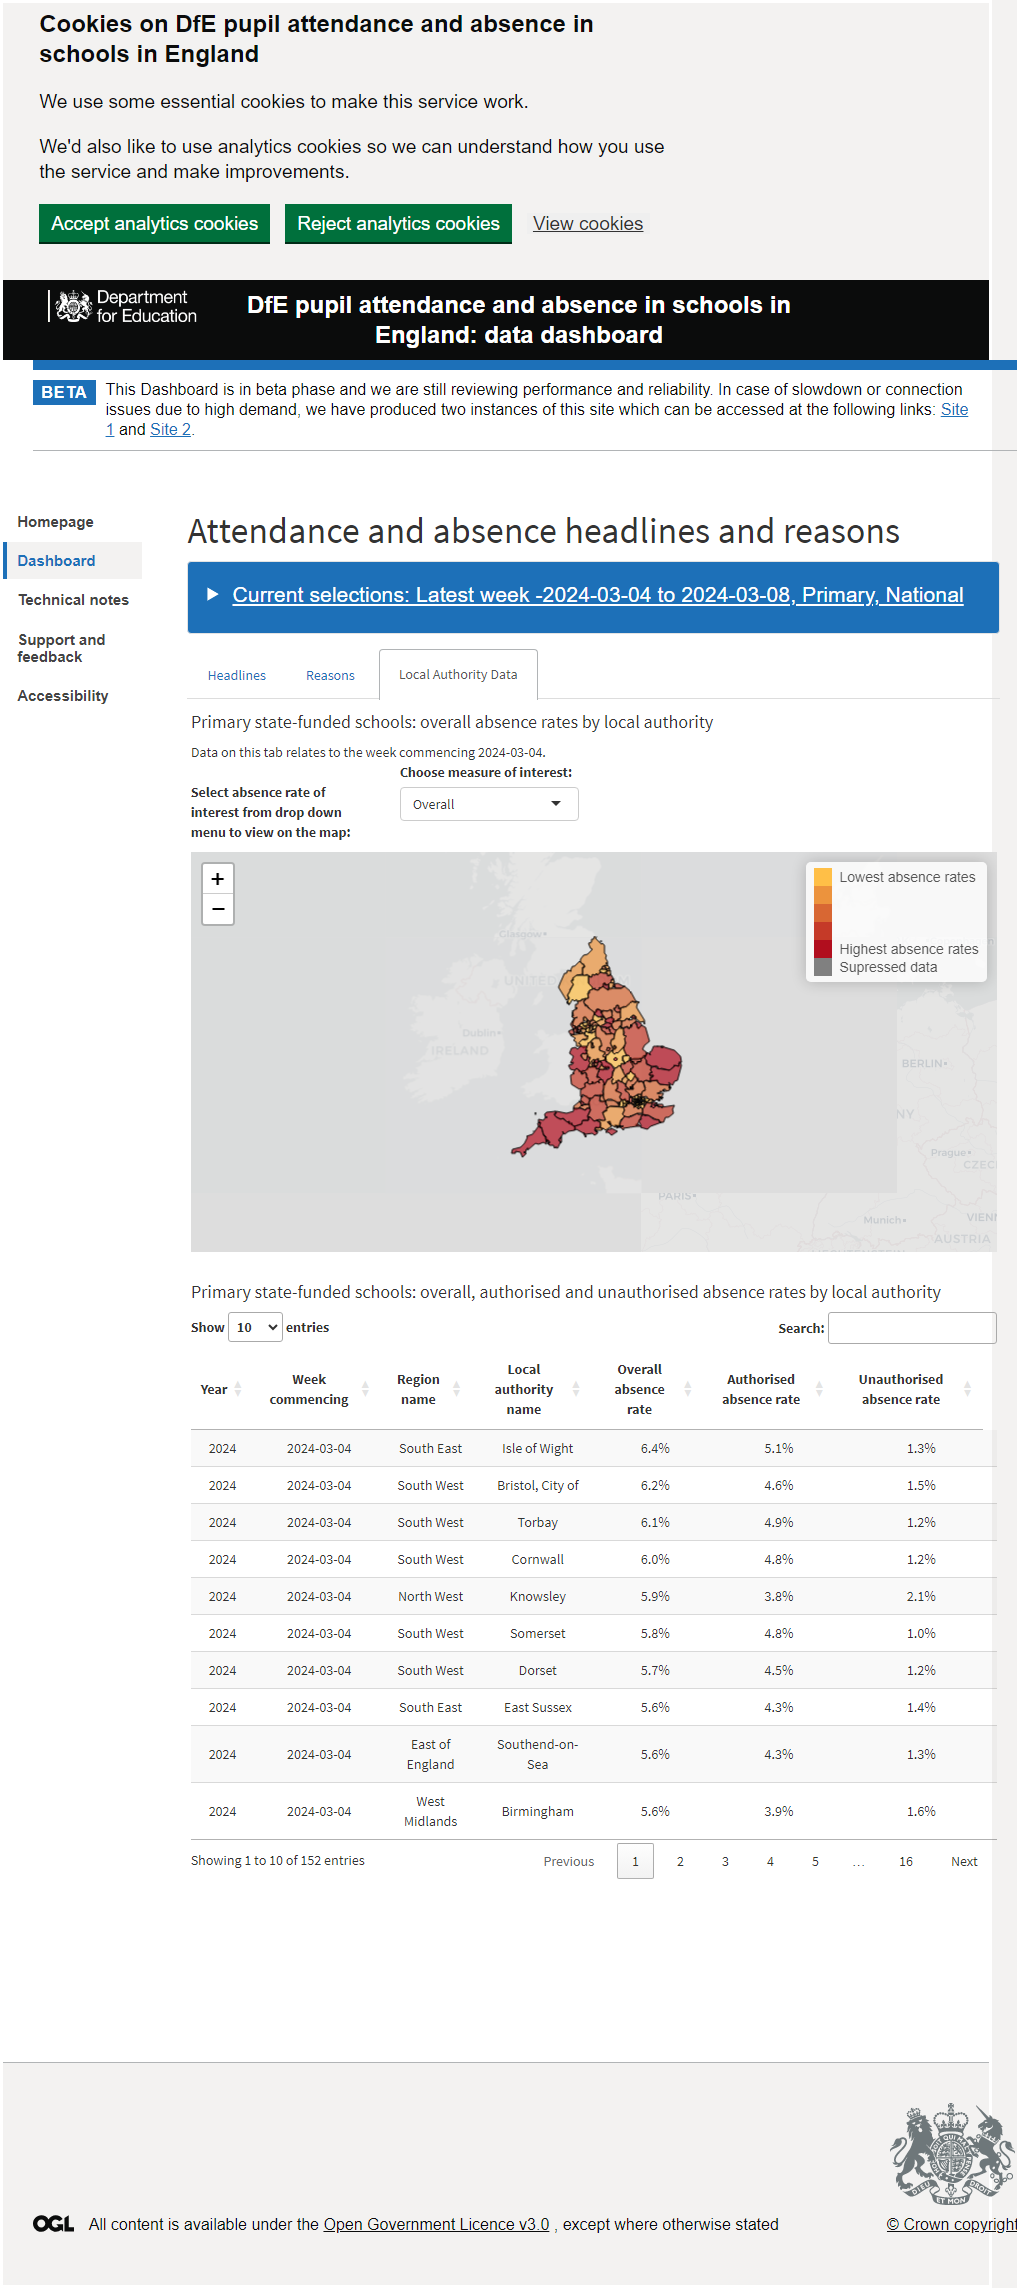 Cookies on DfE pupil attendance and absence in
schools in England
We use some essential cookies to make this service work.
We'd also like to use analytics cookies so we can understand how you use
the service and make improvements.
Accept analytics cookies
Reject analytics cookies
View cookies
Department
for Education
DfE pupil attendance and absence in schools in
England: data dashboard
BETA
This Dashboard is in beta phase and we are still reviewing performance and reliability. In case of slowdown or connection
issues due to high demand, we have produced two instances of this site which can be accessed at the following links: Site
1 and Site 2.
Homepage
Dashboard
Technical notes
Support and
feedback
Accessibility
Attendance and absence headlines and reasons
Current selections: Latest week -2024-03-04 to 2024-03-08, Primary, National
Headlines
Reasons
Local Authority Data
Primary state-funded schools: overall absence rates by local authority
Data on this tab relates to the week commencing 2024-03-04.
Select absence rate of
interest from drop down
menu to view on the map:
Choose measure of interest:
Overall
+
−
Lowest absence rates
Highest absence rates
Supressed data
Glasgow
UNITED
Dublin
IRELAND
BERLIN
NY
Prague
CZEC
PARIS
Munich
VIEN
AUSTRIA
Primary state-funded schools: overall, authorised and unauthorised absence rates by local authority
Show 10 entries
Search:
Year Week commencing Region name Local authority name Overall absence rate Authorised absence rate Unauthorised absence rate
2024 2024-03-04 South East Isle of Wight 6.4% 5.1% 1.3%
2024 2024-03-04 South West Bristol, City of 6.2% 4.6% 1.5%
2024 2024-03-04 South West Torbay 6.1% 4.9% 1.2%
2024 2024-03-04 South West Cornwall 6.0% 4.8% 1.2%
2024 2024-03-04 North West Knowsley 5.9% 3.8% 2.1%
2024 2024-03-04 South West Somerset 5.8% 4.8% 1.0%
2024 2024-03-04 South West Dorset 5.7% 4.5% 1.2%
2024 2024-03-04 South East East Sussex 5.6% 4.3% 1.4%
2024 2024-03-04 East of England Southend-on-Sea 5.6% 4.3% 1.3%
2024 2024-03-04 West Midlands Birmingham 5.6% 3.9% 1.6%
Showing 1 to 10 of 152 entries
Previous 1 2 3 4 5 … 16 Next
DIEU ET MON DROIT
OGL
All content is available under the Open Government Licence v3.0 , except where otherwise stated
© Crown copyright